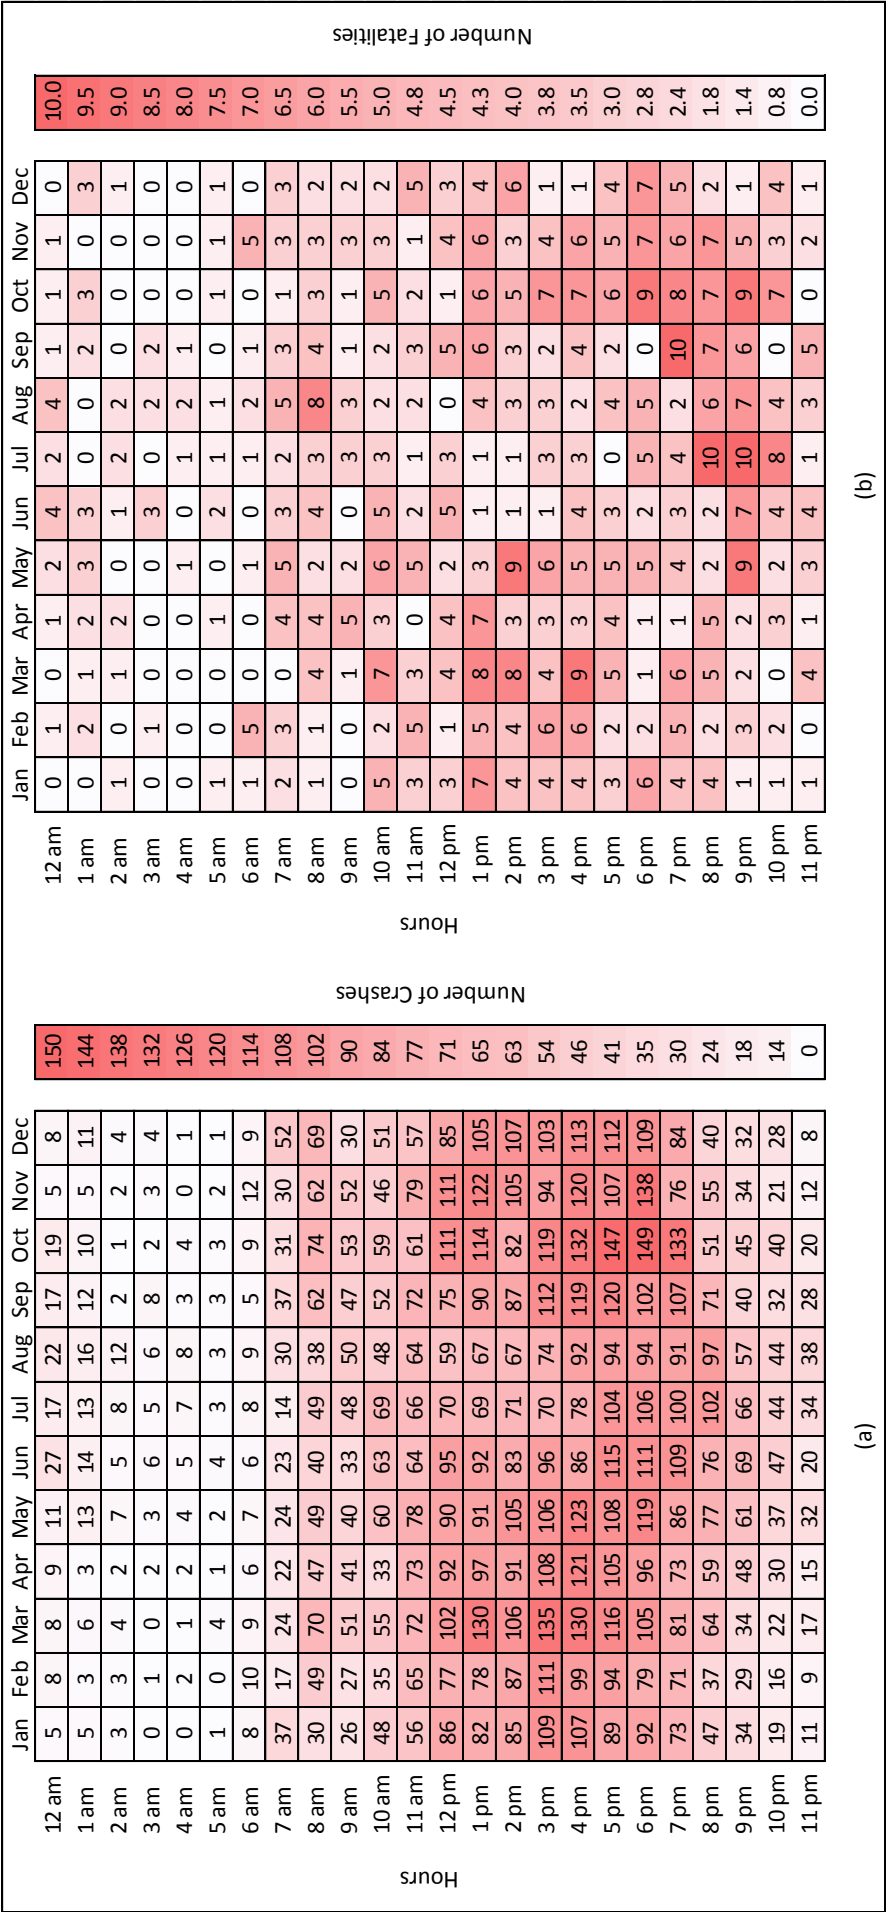 Jan Feb Mar Apr May Jun Jul Aug Sep Oct Nov Dec
12 am 5 8 8 9 11 27 17 22 17 19 5 8 150
1 am 5 3 6 3 13 14 13 16 12 10 5 11 144
2 am 3 3 4 2 7 5 8 12 2 1 2 4 138
3 am 0 1 0 2 3 6 5 6 8 2 3 4 132
4 am 0 2 1 2 4 5 7 8 3 4 0 1 126
5 am 1 0 4 1 2 4 3 3 3 3 2 1 120
6 am 8 10 9 6 7 6 8 9 5 9 12 9 114
7 am 37 17 24 22 24 23 14 30 37 31 30 52 108
8 am 30 49 70 47 49 40 49 38 62 74 62 69 102
9 am 26 27 51 41 40 33 48 50 47 53 52 30 90
10 am 48 35 55 33 60 63 69 48 52 59 46 51 84
11 am 56 65 72 73 78 64 66 64 72 61 79 57 77
12 pm 86 77 102 92 90 95 70 59 75 111 111 85 71
1 pm 82 78 130 97 91 92 69 67 90 114 122 105 65
2 pm 85 87 106 91 105 83 71 67 87 82 105 107 63
3 pm 109 111 135 108 106 96 70 74 112 119 94 103 54
4 pm 107 99 130 121 123 86 78 92 119 132 120 113 46
5 pm 89 94 116 105 108 115 104 94 120 147 107 112 41
6 pm 92 79 105 96 119 111 106 94 102 149 138 109 35
7 pm 73 71 81 73 86 109 100 91 107 133 76 84 30
8 pm 47 37 64 59 77 76 102 97 71 51 55 40 24
9 pm 34 29 34 48 61 69 66 57 40 45 34 32 18
10 pm 19 16 22 30 37 47 44 44 32 40 21 28 14
11 pm 11 9 17 15 32 20 34 38 28 20 12 8 0
Hours
Number of Crashes
(a)
Jan Feb Mar Apr May Jun Jul Aug Sep Oct Nov Dec
12 am 0 1 0 1 2 4 2 4 1 1 1 0 10.0
1 am 0 2 1 2 3 3 0 0 2 3 0 3 9.5
2 am 1 0 1 2 0 1 2 2 0 0 0 1 9.0
3 am 0 1 0 0 0 3 0 2 2 0 0 0 8.5
4 am 0 0 0 0 1 0 1 2 1 0 0 0 8.0
5 am 1 0 0 1 0 2 1 1 0 1 1 1 7.5
6 am 1 5 0 0 1 0 1 2 1 0 5 0 7.0
7 am 2 3 0 4 5 3 2 5 3 1 3 3 6.5
8 am 1 1 4 4 2 4 3 8 4 3 3 2 6.0
9 am 0 0 1 5 2 0 3 3 1 1 3 2 5.5
10 am 5 2 7 3 6 5 3 2 2 5 3 2 5.0
11 am 3 5 3 0 5 2 1 2 3 2 1 5 4.8
12 pm 3 1 4 4 2 5 3 0 5 1 4 3 4.5
1 pm 7 5 8 7 3 1 1 4 6 6 6 4 4.3
2 pm 4 4 8 3 9 1 1 3 3 5 3 6 4.0
3 pm 4 6 4 3 6 1 3 3 2 7 4 1 3.8
4 pm 4 6 9 3 5 4 3 2 4 7 6 1 3.5
5 pm 3 2 5 4 5 3 0 4 2 6 5 4 3.0
6 pm 6 2 1 1 5 2 5 5 0 9 7 7 2.8
7 pm 4 5 6 1 4 3 4 2 10 8 6 5 2.4
8 pm 4 2 5 5 2 2 10 6 7 7 7 2 1.8
9 pm 1 3 2 2 9 7 10 7 6 9 5 1 1.4
10 pm 1 2 0 3 2 4 8 4 0 7 3 4 0.8
11 pm 1 0 4 1 3 4 1 3 5 0 2 1 0.0
Hours
Number of Fatalities
(b)